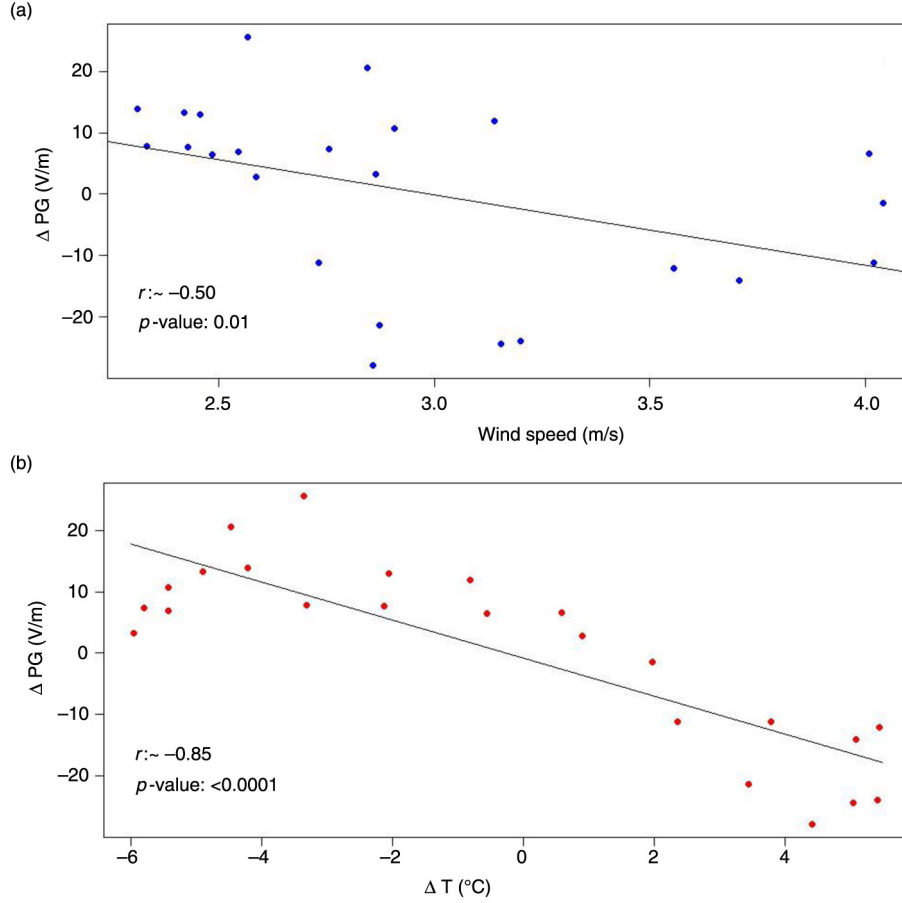 (a)
20
10
0
−10
−20
Δ PG (V/m)
r:~ −0.50
p-value: 0.01
2.5 3.0 3.5 4.0
Wind speed (m/s)
(b)
20
10
0
−10
−20
Δ PG (V/m)
r:~ −0.85
p-value: <0.0001
−6 −4 −2 0 2 4
Δ T (°C)